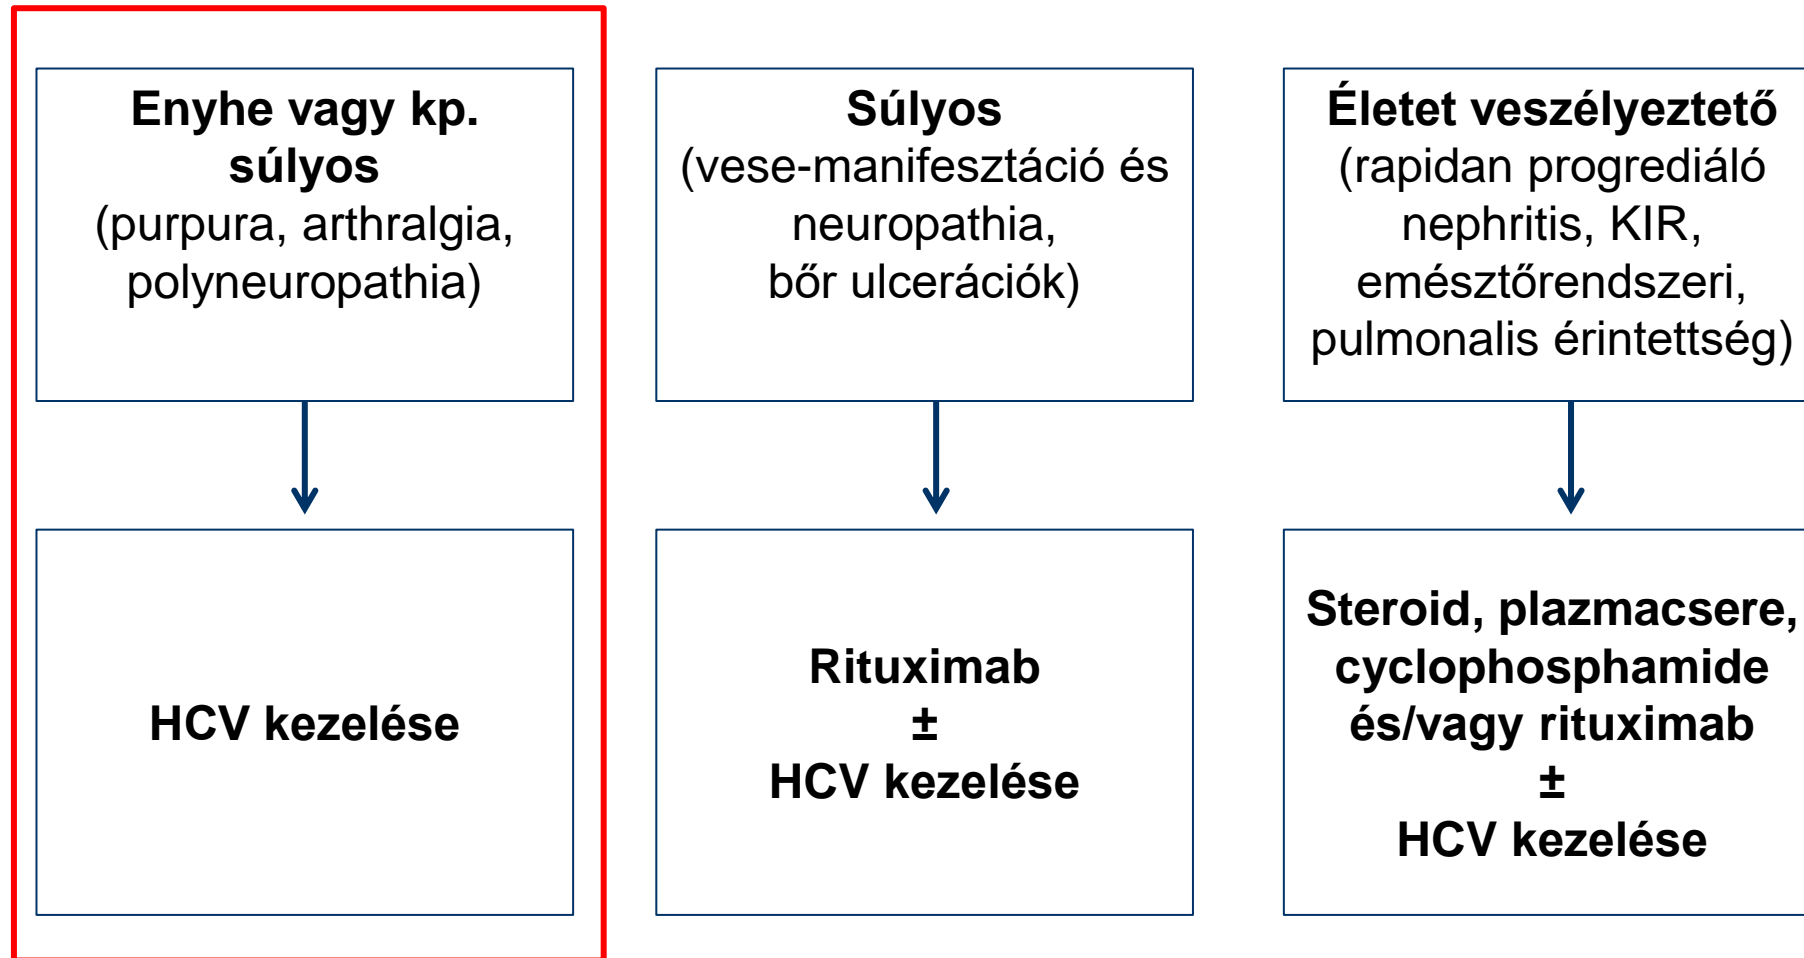 Enyhe vagy kp.
súlyos
(purpura, arthralgia,
polyneuropathia)
Súlyos
(vese-manifesztáció és
neuropathia,
bőr ulcerációk)
Életet veszélyeztető
(rapidan progrediáló
nephritis, KIR,
emésztőrendszeri,
pulmonalis érintettség)
HCV kezelése
Rituximab
±
HCV kezelése
Steroid, plazmacsere,
cyclophosphamide
és/vagy rituximab
±
HCV kezelése